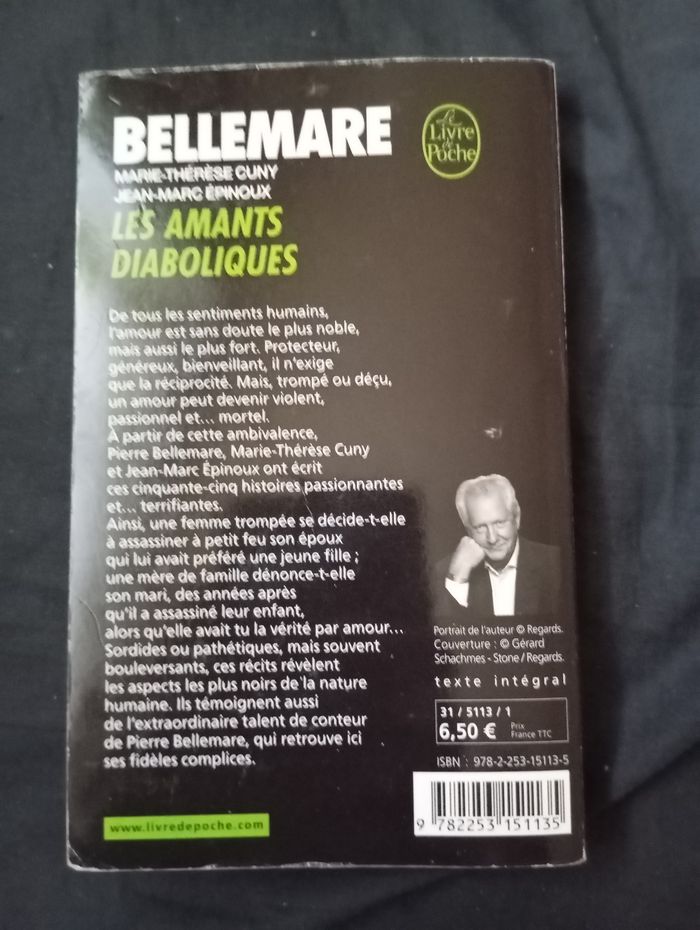 BELLEMARE
MARIE-THÉRÈSE CUNY
JEAN-MARC ÉPINOUX
LES AMANTS
DIABOLIQUES
Le
Livre
de
Poche
De tous les sentiments humains,
l'amour est sans doute le plus noble,
mais aussi le plus fort. Protecteur,
généreux, bienveillant, il n'exige
que la réciprocité. Mais, trompé ou déçu,
un amour peut devenir violent,
passionnel et... mortel.
À partir de cette ambivalence,
Pierre Bellemare, Marie-Thérèse Cuny
et Jean-Marc Épinoux ont écrit
ces cinquante-cinq histoires passionnantes
et... terrifiantes.
Ainsi, une femme trompée se décide-t-elle
à assassiner à petit feu son époux
qui lui avait préféré une jeune fille ;
une mère de famille dénonce-t-elle
son mari, des années après
qu'il a assassiné leur enfant,
alors qu'elle avait tu la vérité par amour...
Sordides ou pathétiques, mais souvent
bouleversants, ces récits révèlent
les aspects les plus noirs de la nature
humaine. Ils témoignent aussi
de l'extraordinaire talent de conteur
de Pierre Bellemare, qui retrouve ici
ses fidèles complices.
www.livredepoche.com
Portrait de l'auteur © Regards.
Couverture : © Gérard
Schachmes - Stone / Regards.
texte intégral
31 / 5113 / 1
6,50 € Prix
France TTC
ISBN : 978-2-253-15113-5
9 782253 151135